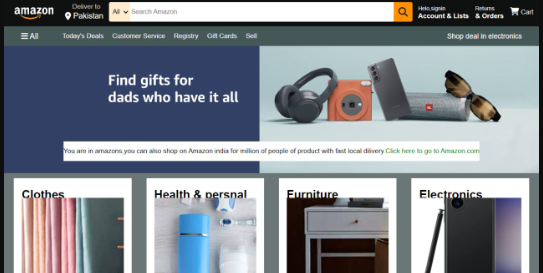 amazon
Deliver to
Pakistan
All
Search Amazon
Helo,signin
Account & Lists
Returns
& Orders
Cart
All
Today's Deals
Customer Service
Registry
Gift Cards
Sell
Shop deal in electronics
Find gifts for
dads who have it all
JBL
You are in amazons,you can also shop on Amazon india for million of people of product with fast local dilivery Click here to go to Amazon.com
Clothes
Health & persnal
Furniture
Electronics